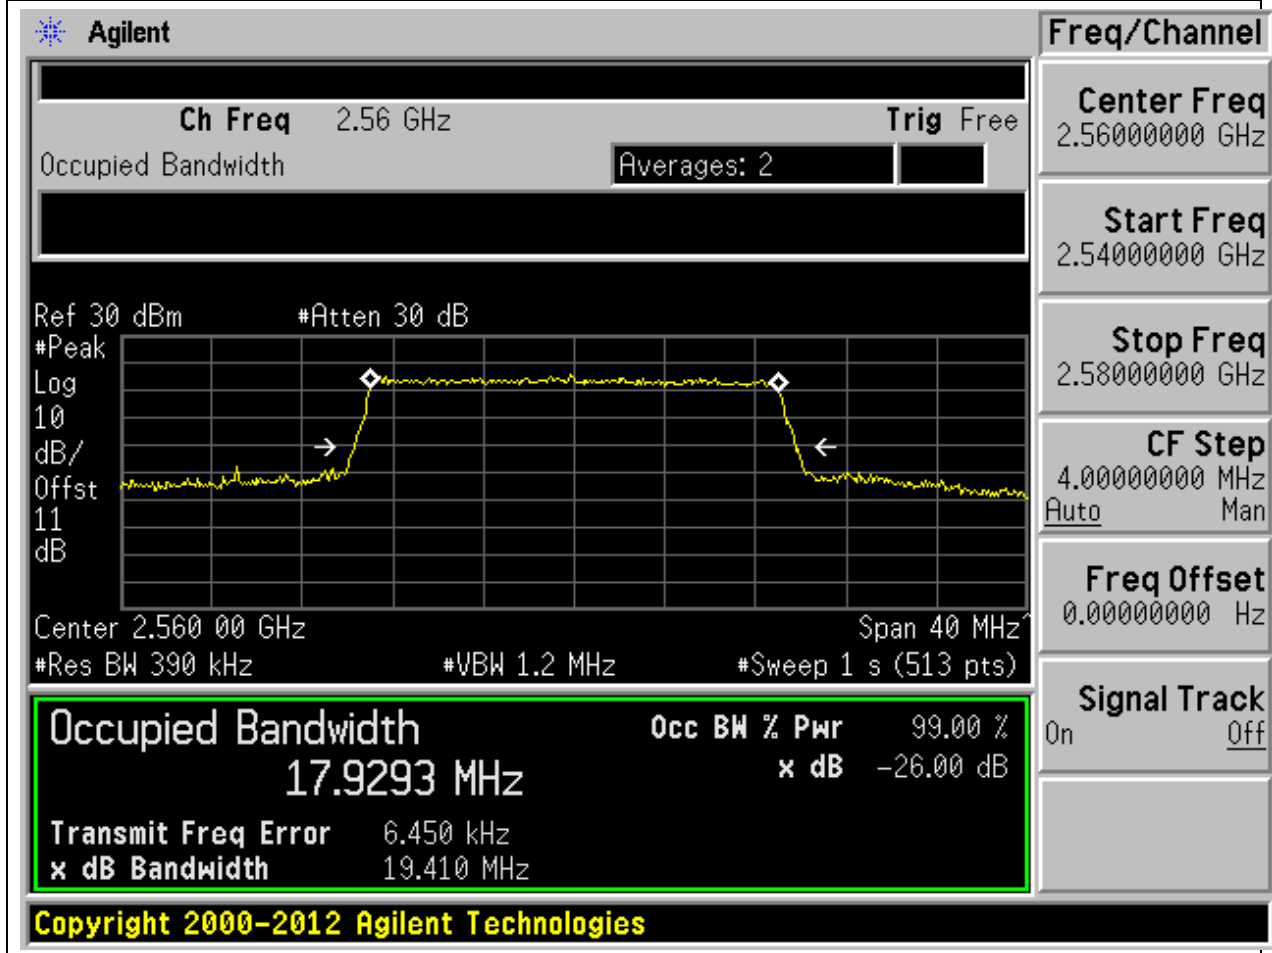 Agilent
Freq/Channel
Ch Freq 2.56 GHz Trig Free
Occupied Bandwidth Averages: 2
Center Freq
2.56000000 GHz
Start Freq
2.54000000 GHz
Stop Freq
2.58000000 GHz
CF Step
4.00000000 MHz
Auto Man
Freq Offset
0.00000000 Hz
Signal Track
On Off
Ref 30 dBm #Atten 30 dB
#Peak
Log
10
dB/
Offst
11
dB
Center 2.560 00 GHz Span 40 MHz^
#Res BW 390 kHz #VBW 1.2 MHz #Sweep 1 s (513 pts)
Occupied Bandwidth Occ BW % Pwr 99.00 %
17.9293 MHz x dB -26.00 dB
Transmit Freq Error 6.450 kHz
x dB Bandwidth 19.410 MHz
Copyright 2000-2012 Agilent Technologies